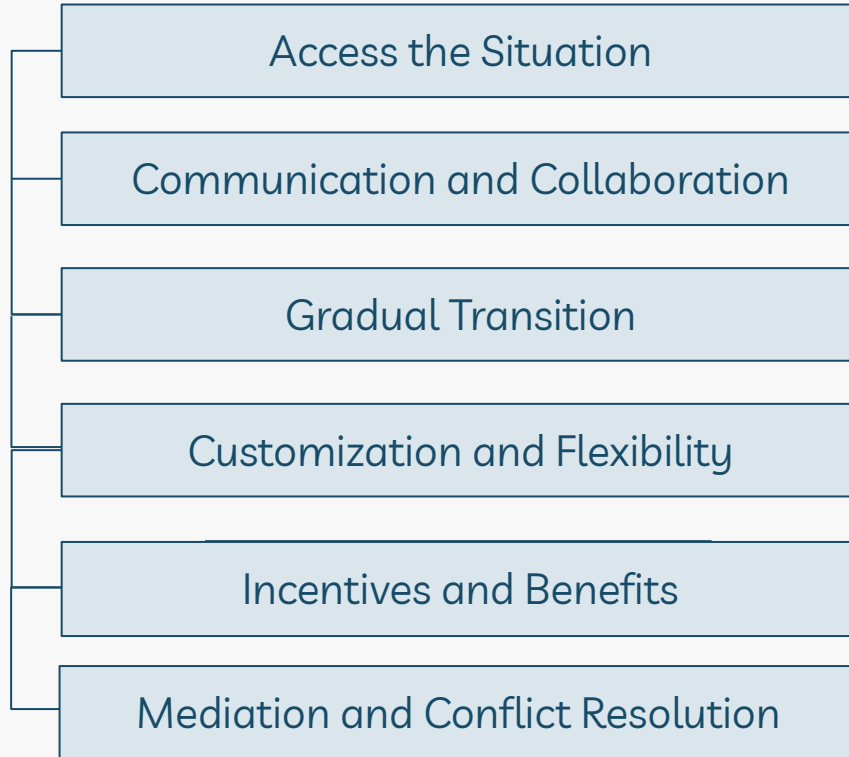 Access the Situation
Communication and Collaboration
Gradual Transition
Customization and Flexibility
Incentives and Benefits
Mediation and Conflict Resolution